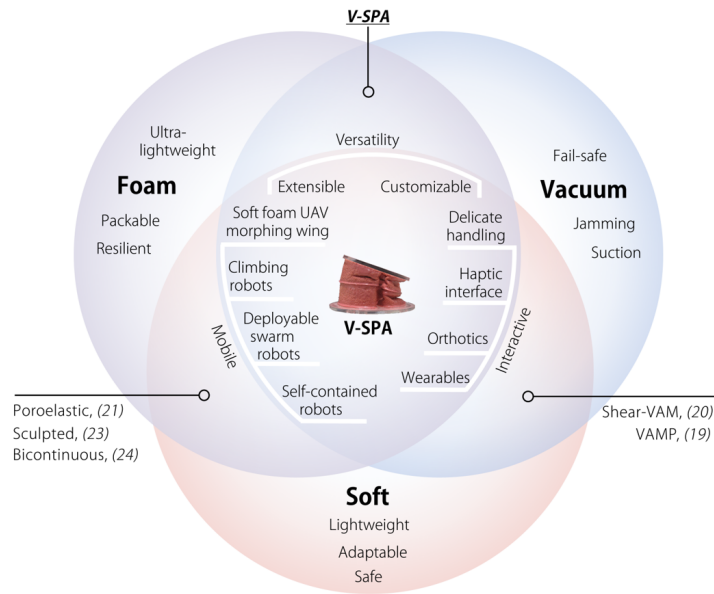 V-SPA
Versatility
Extensible
Customizable
Ultra-
lightweight
Foam
Packable
Resilient
Fail-safe
Vacuum
Jamming
Suction
Soft foam UAV
morphing wing
Climbing
robots
Deployable
swarm
robots
Self-contained
robots
Mobile
Delicate
handling
Haptic
interface
Orthotics
Wearables
Interactive
V-SPA
Poroelastic, (21)
Sculpted, (23)
Bicontinuous, (24)
Shear-VAM, (20)
VAMP, (19)
Soft
Lightweight
Adaptable
Safe